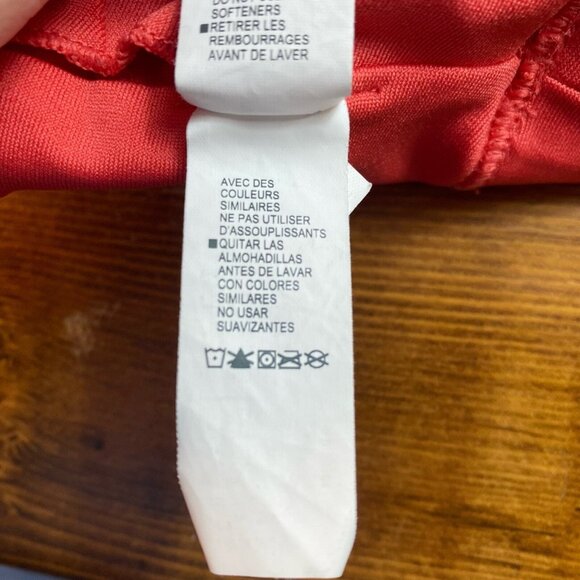 SOFTENERS
■RETIRER LES
REMBOURRAGES
AVANT DE LAVER
AVEC DES
COULEURS
SIMILAIRES
NE PAS UTILISER
D'ASSOUPLISSANTS
■QUITAR LAS
ALMOHADILLAS
ANTES DE LAVAR
CON COLORES
SIMILARES
NO USAR
SUAVIZANTES